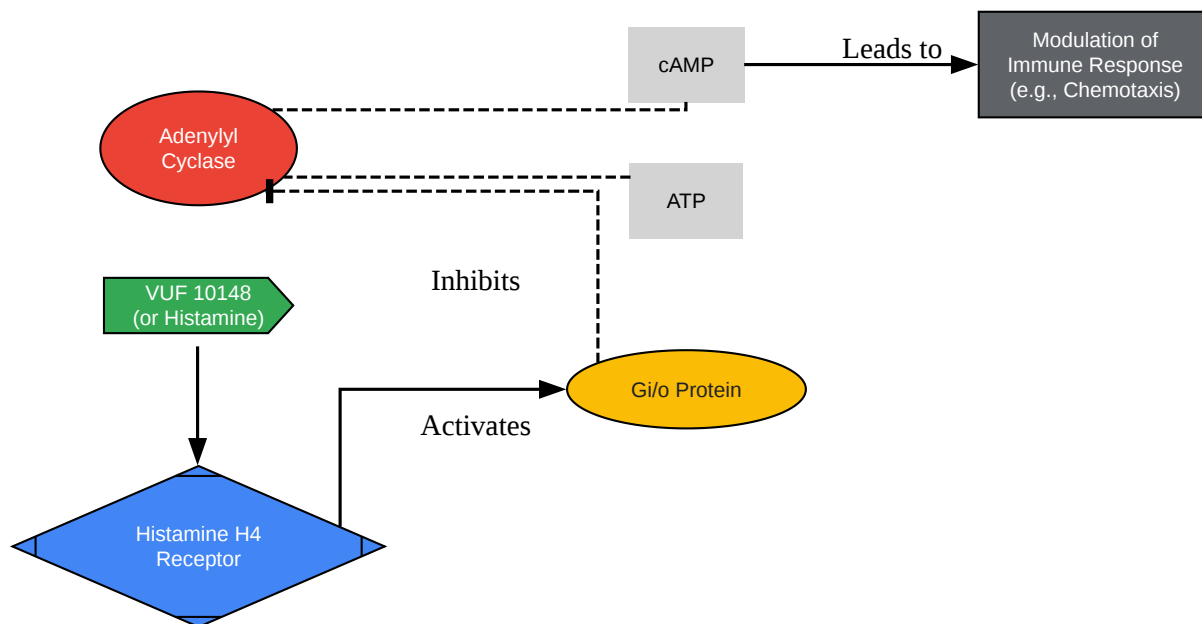 cAMP
Leads to
Modulation of
Immune Response
(e.g., Chemotaxis)
Adenylyl
Cyclase
ATP
Inhibits
VUF 10148
(or Histamine)
Gi/o Protein
Activates
Histamine H4
Receptor